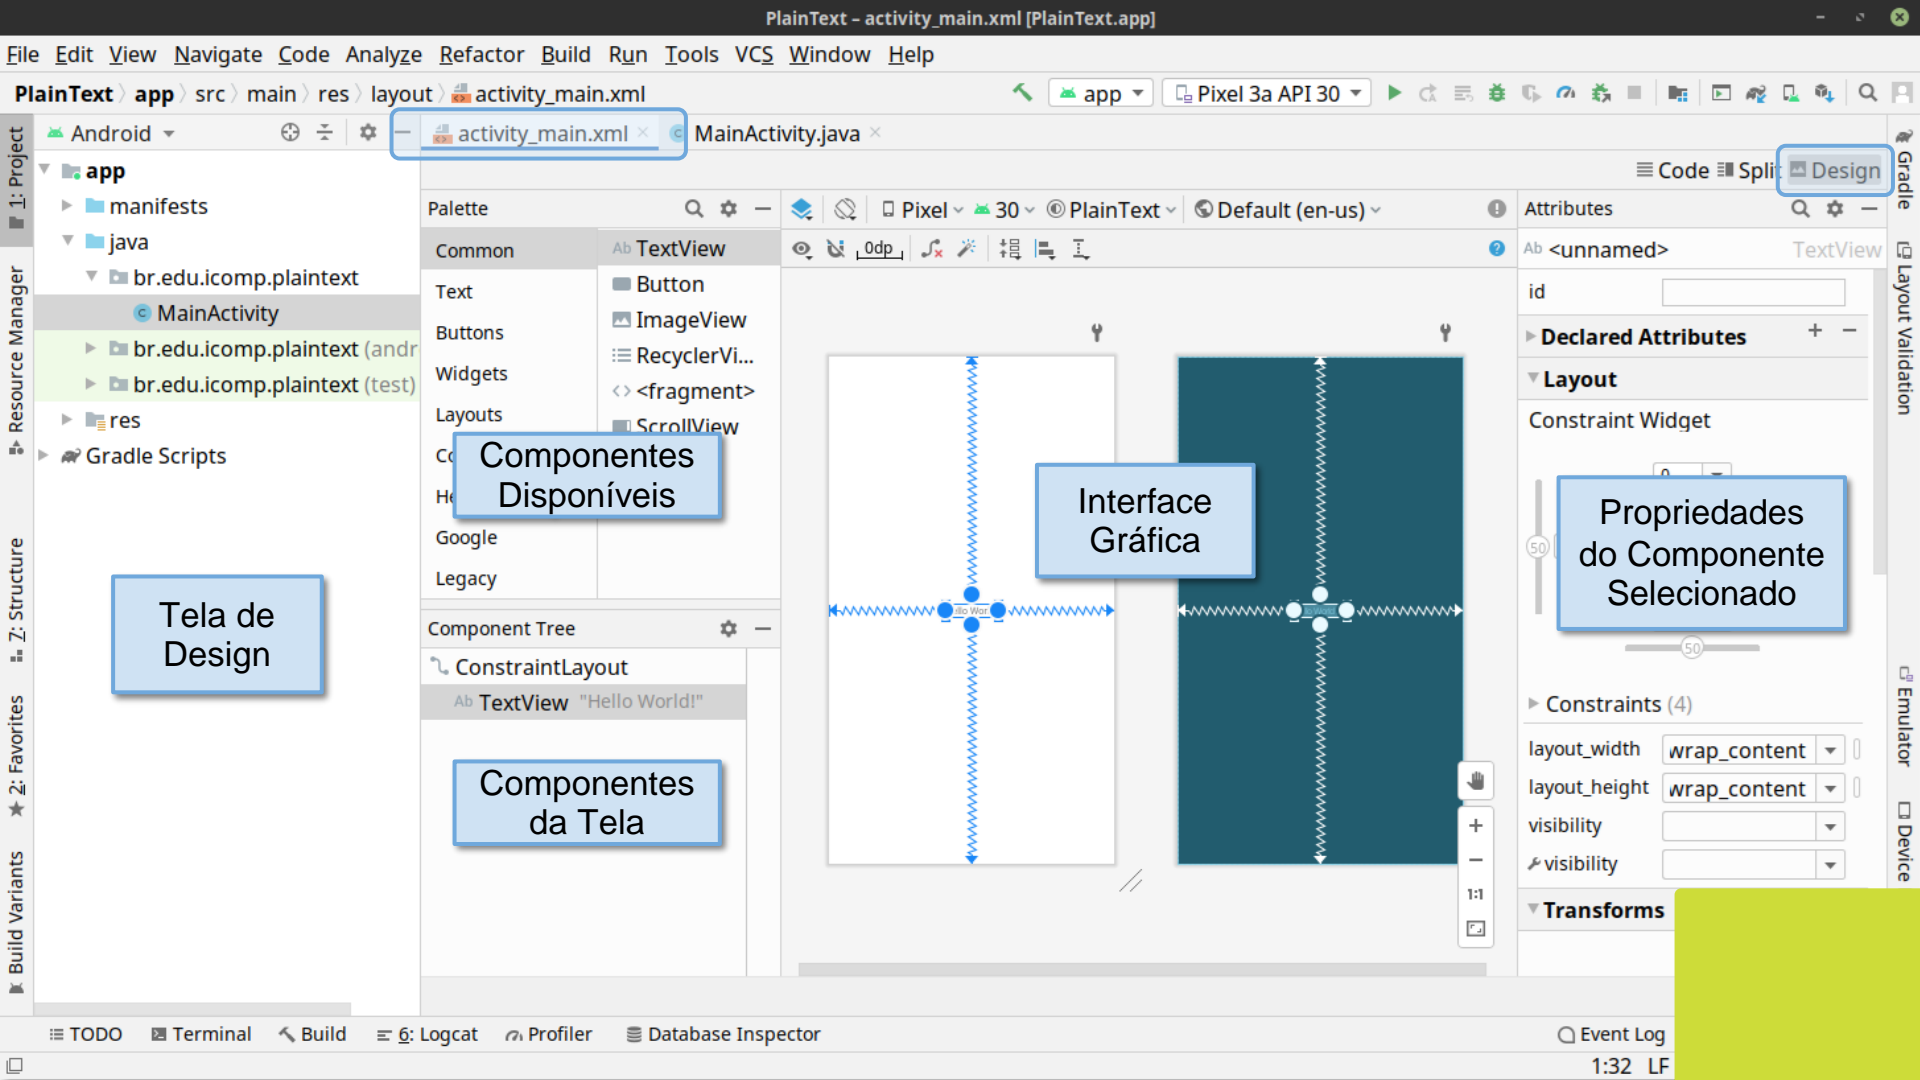 PlainText – activity_main.xml [PlainText.app]
File Edit View Navigate Code Analyze Refactor Build Run Tools VCS Window Help
PlainText app src main res layout activity_main.xml
app
Pixel 3a API 30
1: Project
Resource Manager
Z: Structure
2: Favorites
Build Variants
Android
app
manifests
java
br.edu.icomp.plaintext
MainActivity
br.edu.icomp.plaintext (andr
br.edu.icomp.plaintext (test)
res
Gradle Scripts
Tela de
Design
activity_main.xml
MainActivity.java
Code Split Design
Palette
Common
Text
Buttons
Widgets
Layouts
Google
Legacy
Ab TextView
Button
ImageView
RecyclerVi...
<fragment>
ScrollView
Componentes
Disponíveis
Component Tree
ConstraintLayout
Ab TextView "Hello World!"
Componentes
da Tela
Pixel 30 PlainText Default (en-us)
0dp
Interface
Gráfica
1:1
Attributes
Ab <unnamed> TextView
id
Declared Attributes
Layout
Constraint Widget
50
Propriedades
do Componente
Selecionado
50
Constraints (4)
layout_width wrap_content
layout_height wrap_content
visibility
visibility
Transforms
Gradle
Layout Validation
Emulator
Device
TODO Terminal Build 6: Logcat Profiler Database Inspector
Event Log
1:32 LF